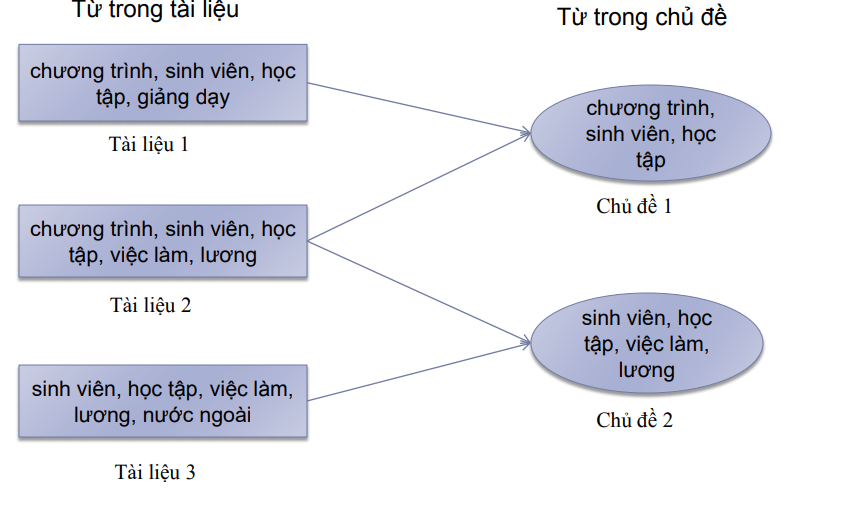 Từ trong tài liệu
Từ trong chủ đề
chương trình, sinh viên, học
tập, giảng dạy
Tài liệu 1
chương trình,
sinh viên, học
tập
Chủ đề 1
chương trình, sinh viên, học
tập, việc làm, lương
Tài liệu 2
sinh viên, học
tập, việc làm,
lương
Chủ đề 2
sinh viên, học tập, việc làm,
lương, nước ngoài
Tài liệu 3